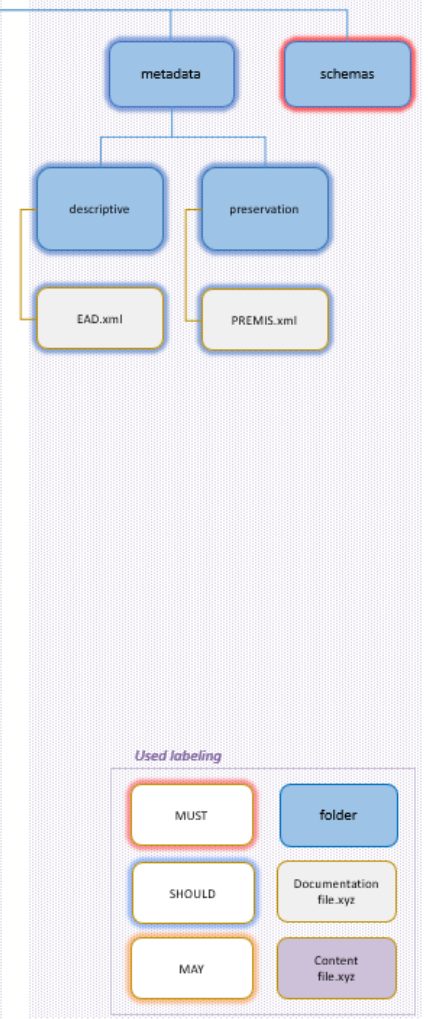 metadata
schemas
descriptive
preservation
EAD.xml
PREMIS.xml
Used labeling
MUST
folder
SHOULD
Documentation
file.xyz
MAY
Content
file.xyz